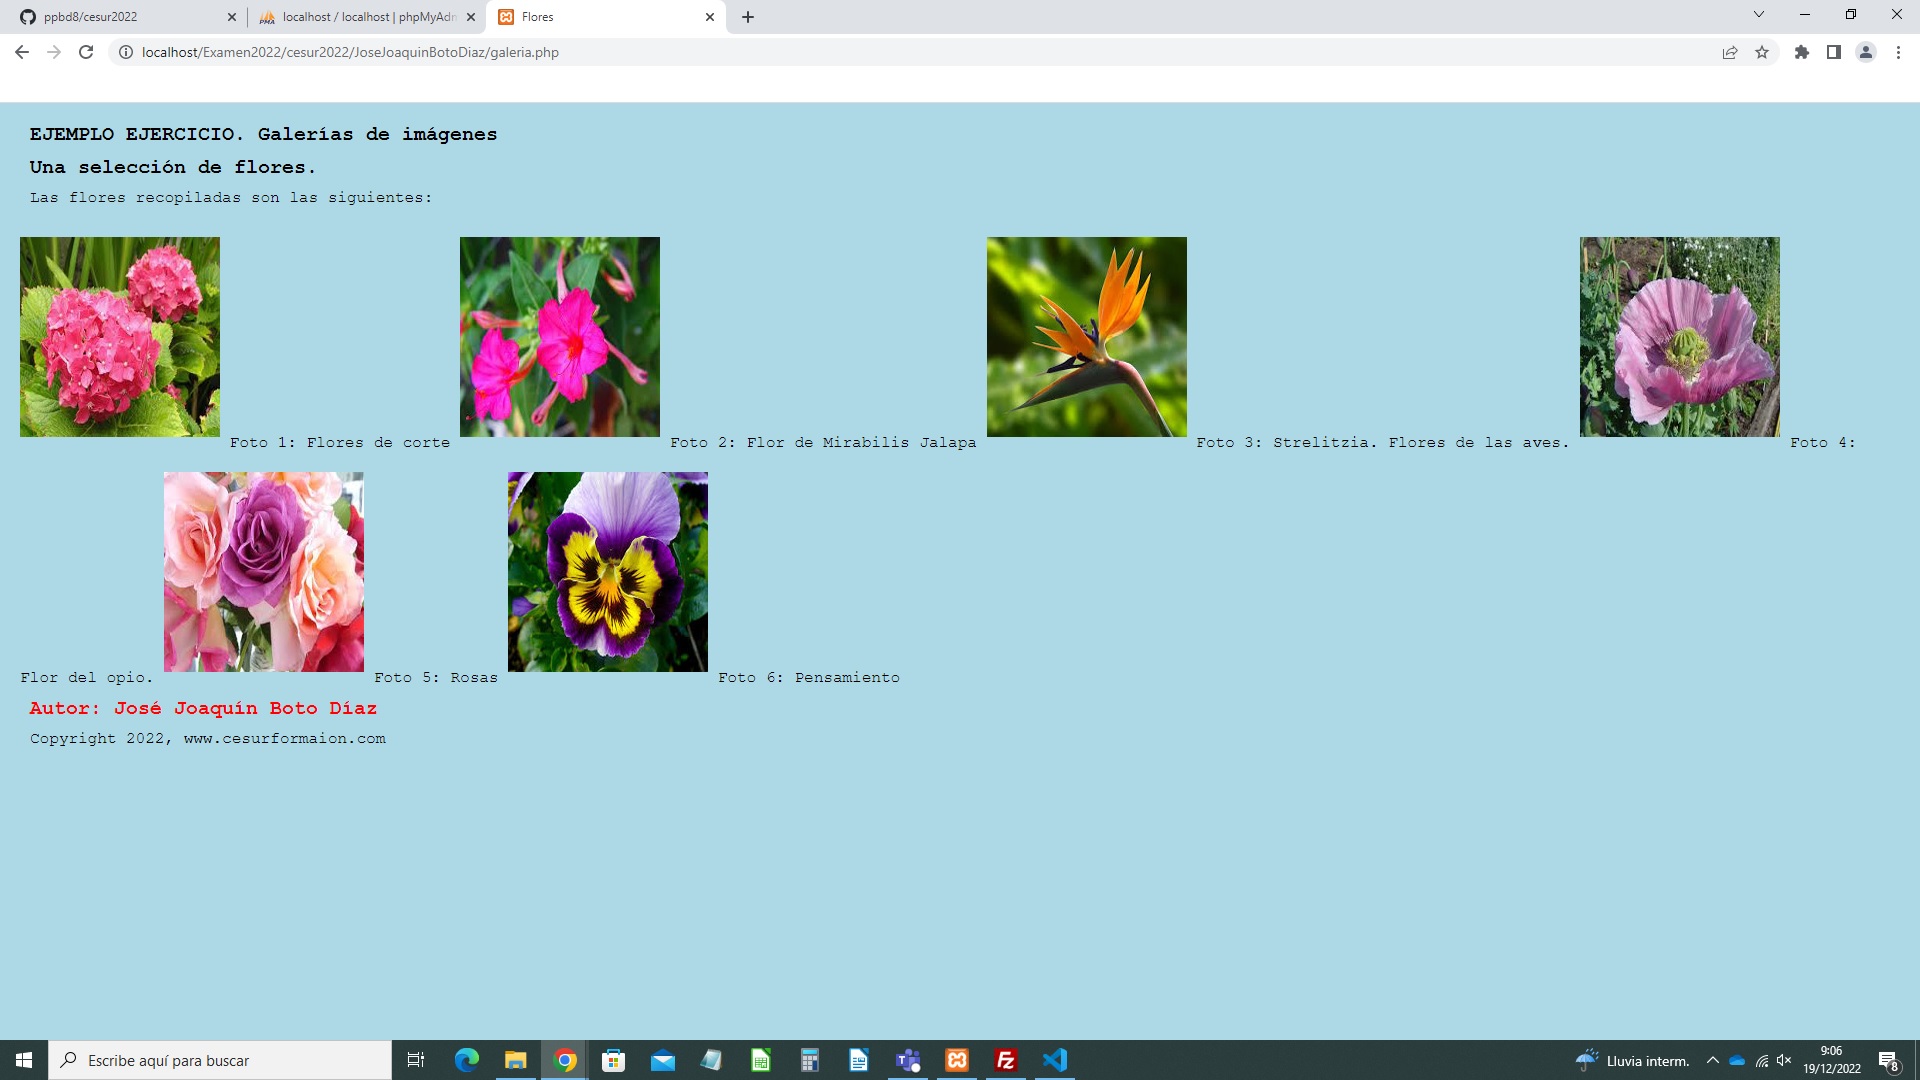 ppbd8/cesur2022
localhost / localhost | phpMyAdn
Flores
localhost/Examen2022/cesur2022/JoseJoaquinBotoDiaz/galeria.php
EJEMPLO EJERCICIO. Galerías de imágenes
Una selección de flores.
Las flores recopiladas son las siguientes:
Foto 1: Flores de corte
Foto 2: Flor de Mirabilis Jalapa
Foto 3: Strelitzia. Flores de las aves.
Foto 4:
Flor del opio.
Foto 5: Rosas
Foto 6: Pensamiento
Autor: José Joaquín Boto Díaz
Copyright 2022, www.cesurformaion.com
Escribe aquí para buscar
Lluvia interm.
9:06
19/12/2022
8